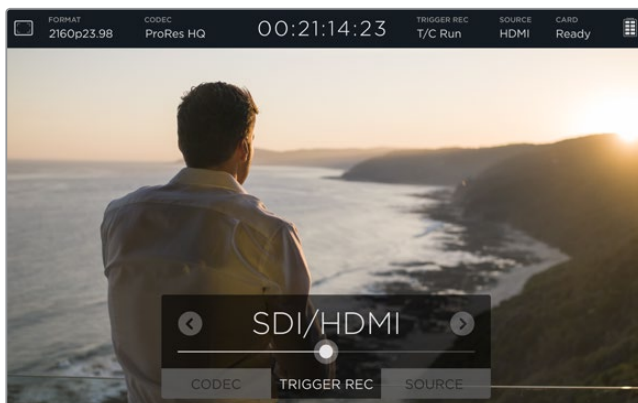 FORMAT CODEC 00:21:14:23 TRIGGER REC SOURCE CARD
2160p23.98 ProRes HQ T/C Run HDMI Ready
SDI/HDMI
CODEC TRIGGER REC SOURCE